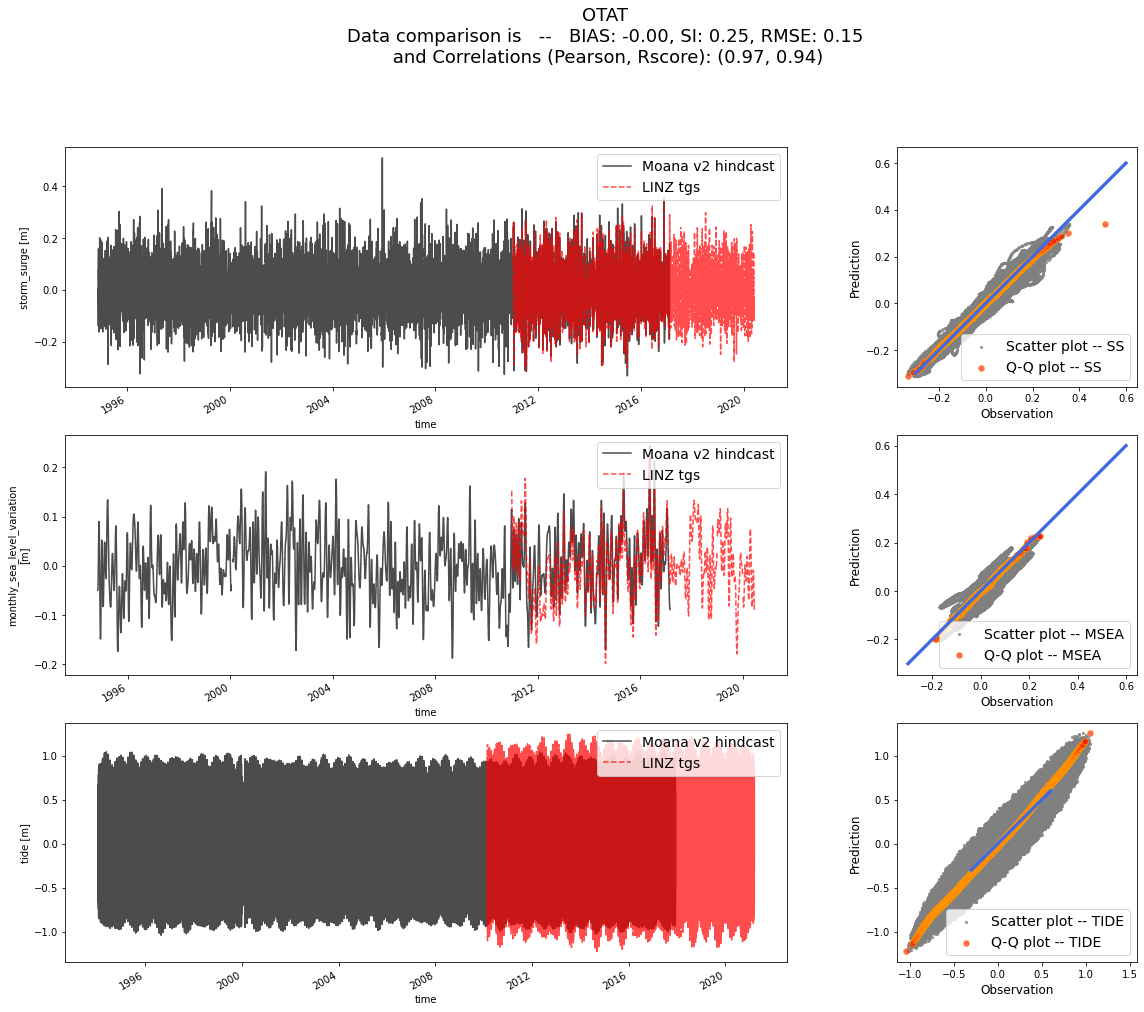 OTAT
Data comparison is -- BIAS: -0.00, SI: 0.25, RMSE: 0.15
and Correlations (Pearson, Rscore): (0.97, 0.94)
storm_surge [m]
0.4
0.2
0.0
−0.2
Moana v2 hindcast
LINZ tgs
1996
2000
2004
2008
2012
2016
2020
time
Prediction
0.6
0.4
0.2
0.0
−0.2
Scatter plot -- SS
Q-Q plot -- SS
−0.2
0.0
0.2
0.4
0.6
Observation
monthly_sea_level_variation
[m]
0.2
0.1
0.0
−0.1
−0.2
Moana v2 hindcast
LINZ tgs
1996
2000
2004
2008
2012
2016
2020
time
Prediction
0.6
0.4
0.2
0.0
−0.2
Scatter plot -- MSEA
Q-Q plot -- MSEA
−0.2
0.0
0.2
0.4
0.6
Observation
tide [m]
1.0
0.5
0.0
−0.5
−1.0
Moana v2 hindcast
LINZ tgs
1996
2000
2004
2008
2012
2016
2020
time
Prediction
1.0
0.5
0.0
−0.5
−1.0
Scatter plot -- TIDE
Q-Q plot -- TIDE
−1.0
−0.5
0.0
0.5
1.0
1.5
Observation